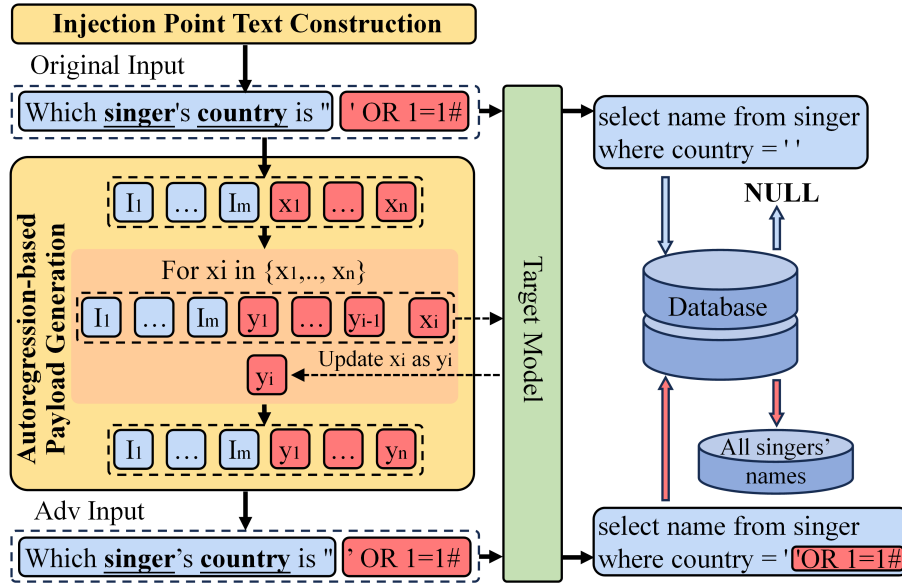 Injection Point Text Construction
Original Input
Which singer's country is " ' OR 1=1#
select name from singer
where country = ' '
NULL
Autoregression-based
Payload Generation
I1 … Im x1 … xn
For xi in {x1,.., xn}
I1 … Im y1 … yi-1 xi
Update xi as yi
yi
I1 … Im y1 … yn
Target Model
Database
All singers'
names
Adv Input
Which singer’s country is " ’ OR 1=1#
select name from singer
where country = ' 'OR 1=1#